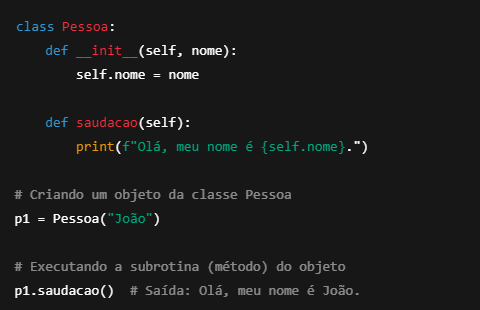 class Pessoa:
    def __init__(self, nome):
        self.nome = nome

    def saudacao(self):
        print(f"Olá, meu nome é {self.nome}.")

# Criando um objeto da classe Pessoa
p1 = Pessoa("João")

# Executando a subrotina (método) do objeto
p1.saudacao()  # Saída: Olá, meu nome é João.